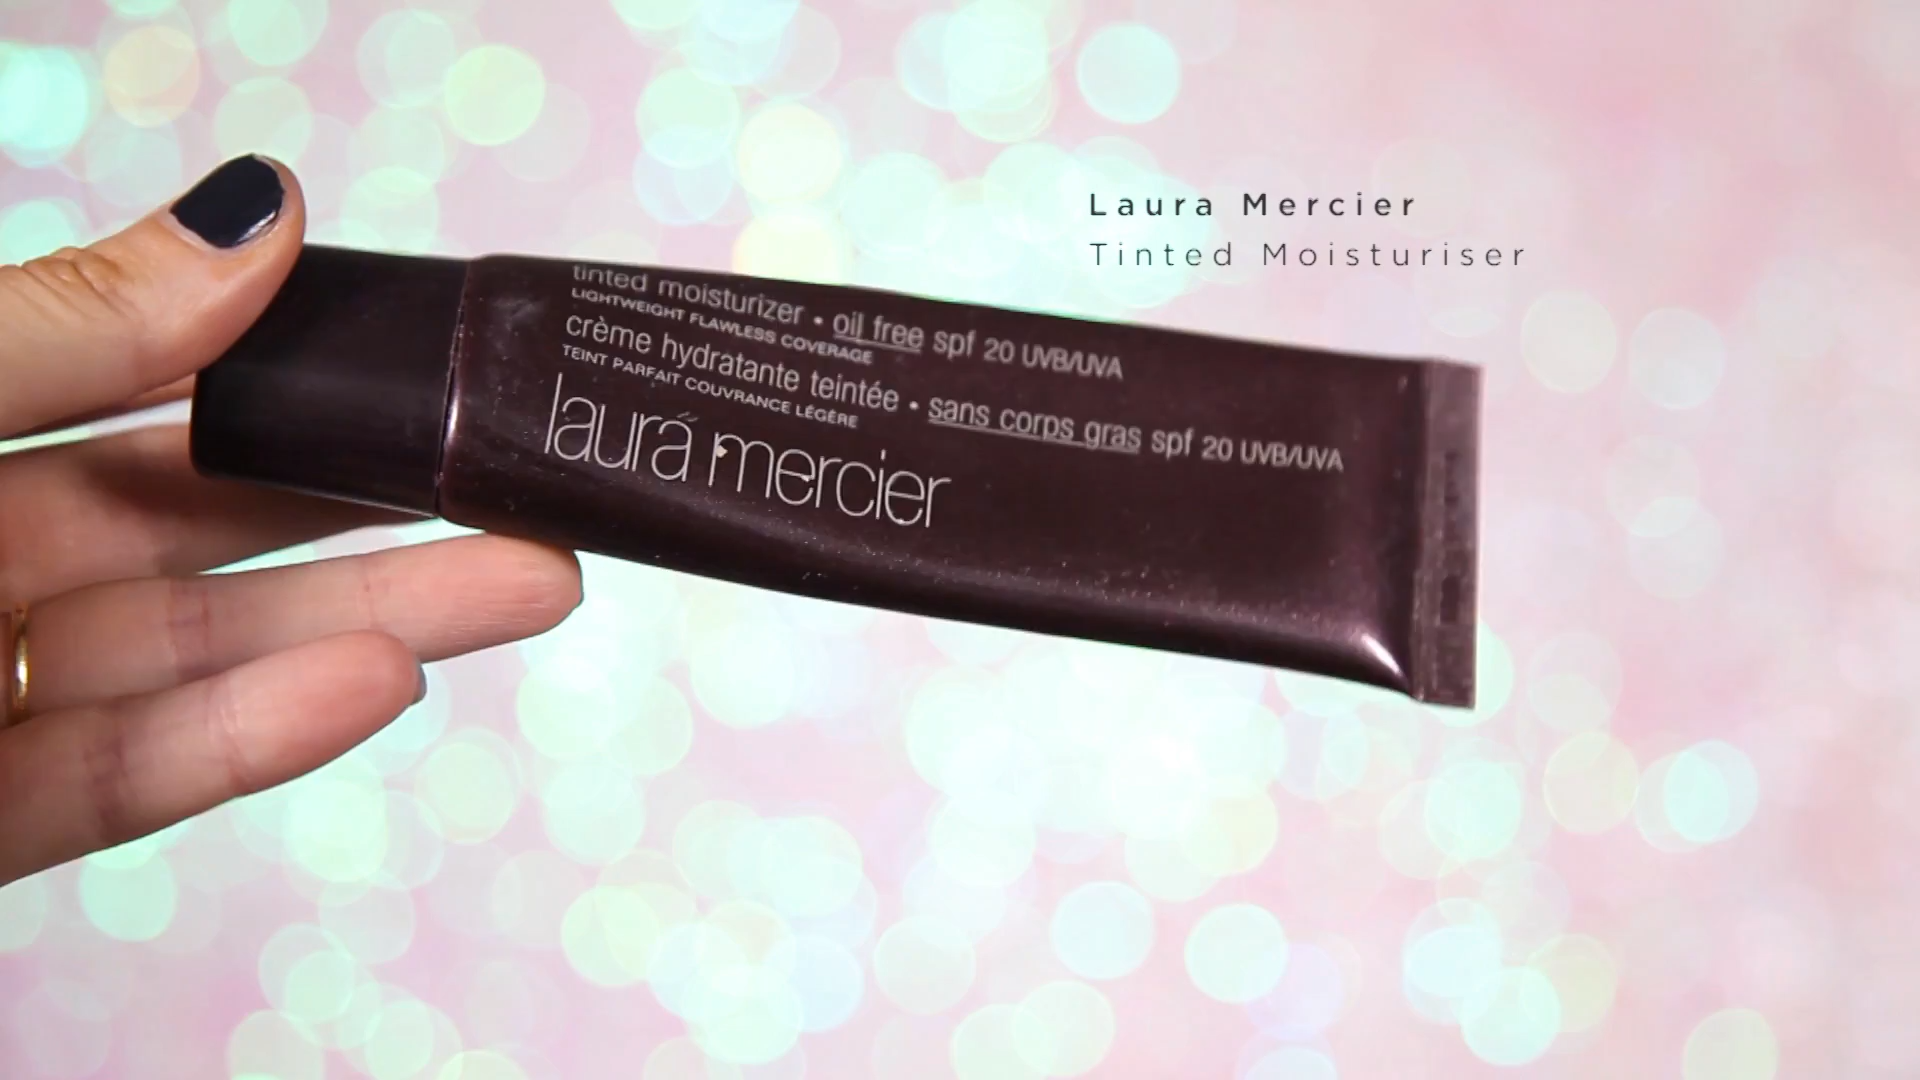 Laura Mercier
Tinted Moisturiser
tinted moisturizer • oil free spf 20 UVB/UVA
LIGHTWEIGHT FLAWLESS COVERAGE
crème hydratante teintée • sans corps gras spf 20 UVB/UVA
TEINT PARFAIT COUVRANCE LÉGÈRE
laura mercier